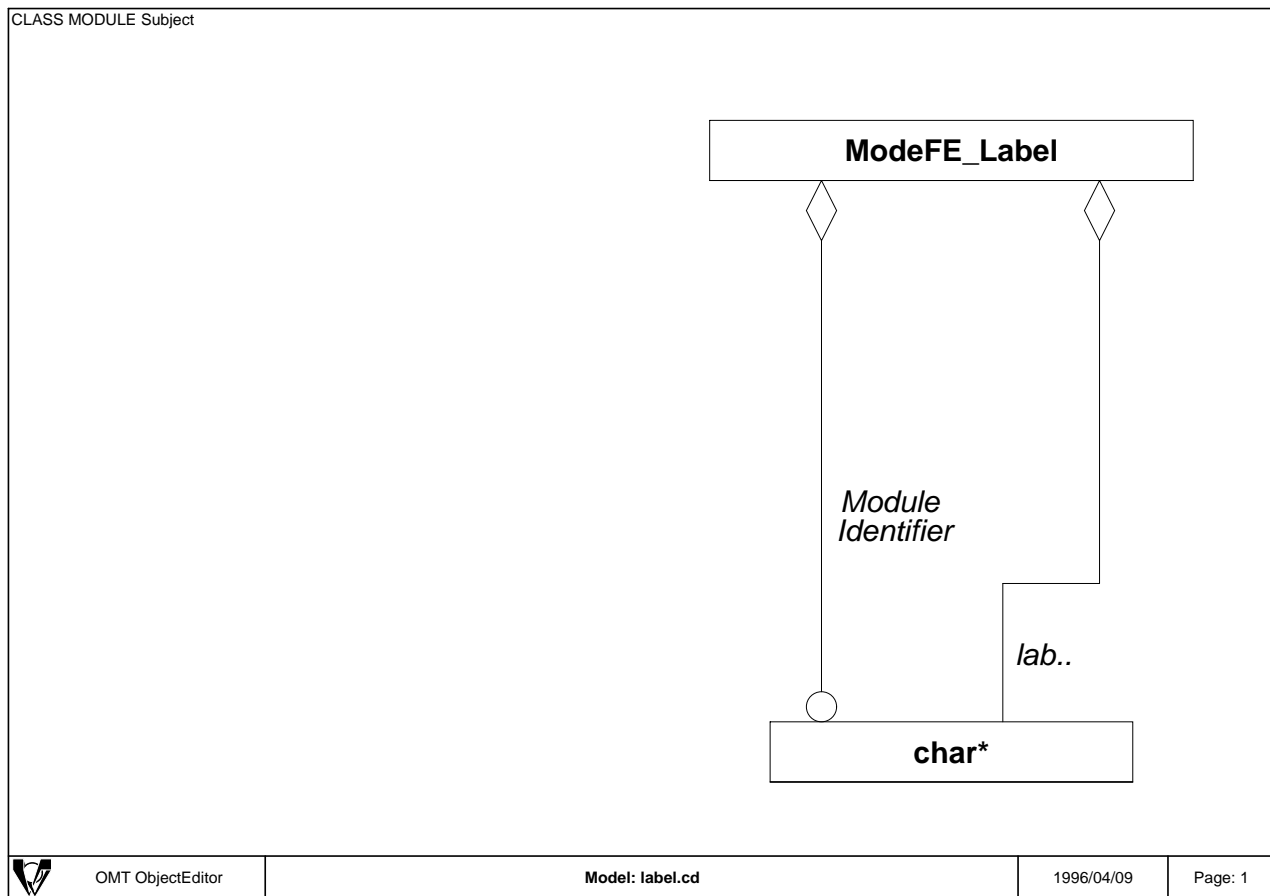 CLASS MODULE Subject
ModeFE_Label
Module
Identifier
lab..
char*
OMT ObjectEditor
Model: label.cd
1996/04/09
Page: 1